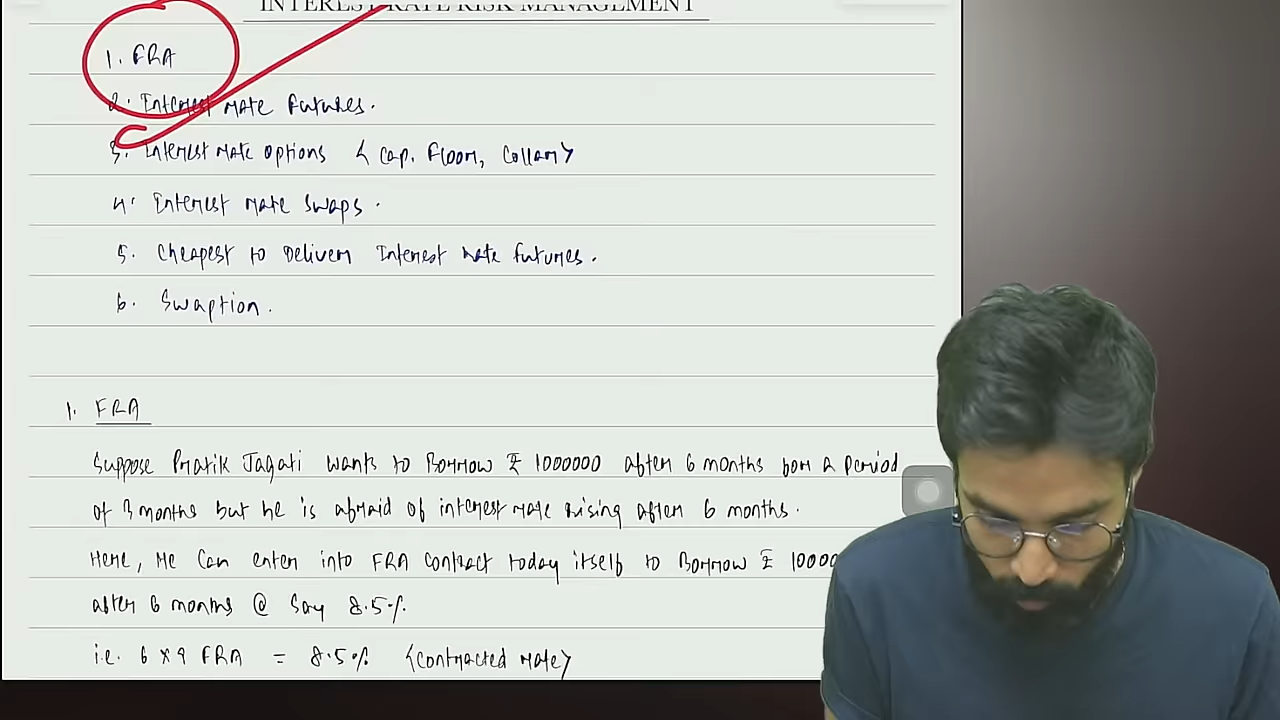 INTEREST RATE RISK MANAGEMENT
1. FRA
2. Interest Rate Futures.
3. Interest Rate Options < Cap, Floor, Collar>
4. Interest Rate Swaps.
5. Cheapest to Deliver Interest Rate Futures.
6. Swaption.
1. FRA
Suppose Pratik Jagati wants to Borrow ₹ 1000000 after 6 months for a period
of 3 months but he is afraid of interest rate rising after 6 months.
Here, He Can enter into FRA Contract today itself to Borrow ₹ 10000
after 6 months @ Say 8.5%.
i.e. 6 x 9 FRA = 8.5% <Contracted Rate>